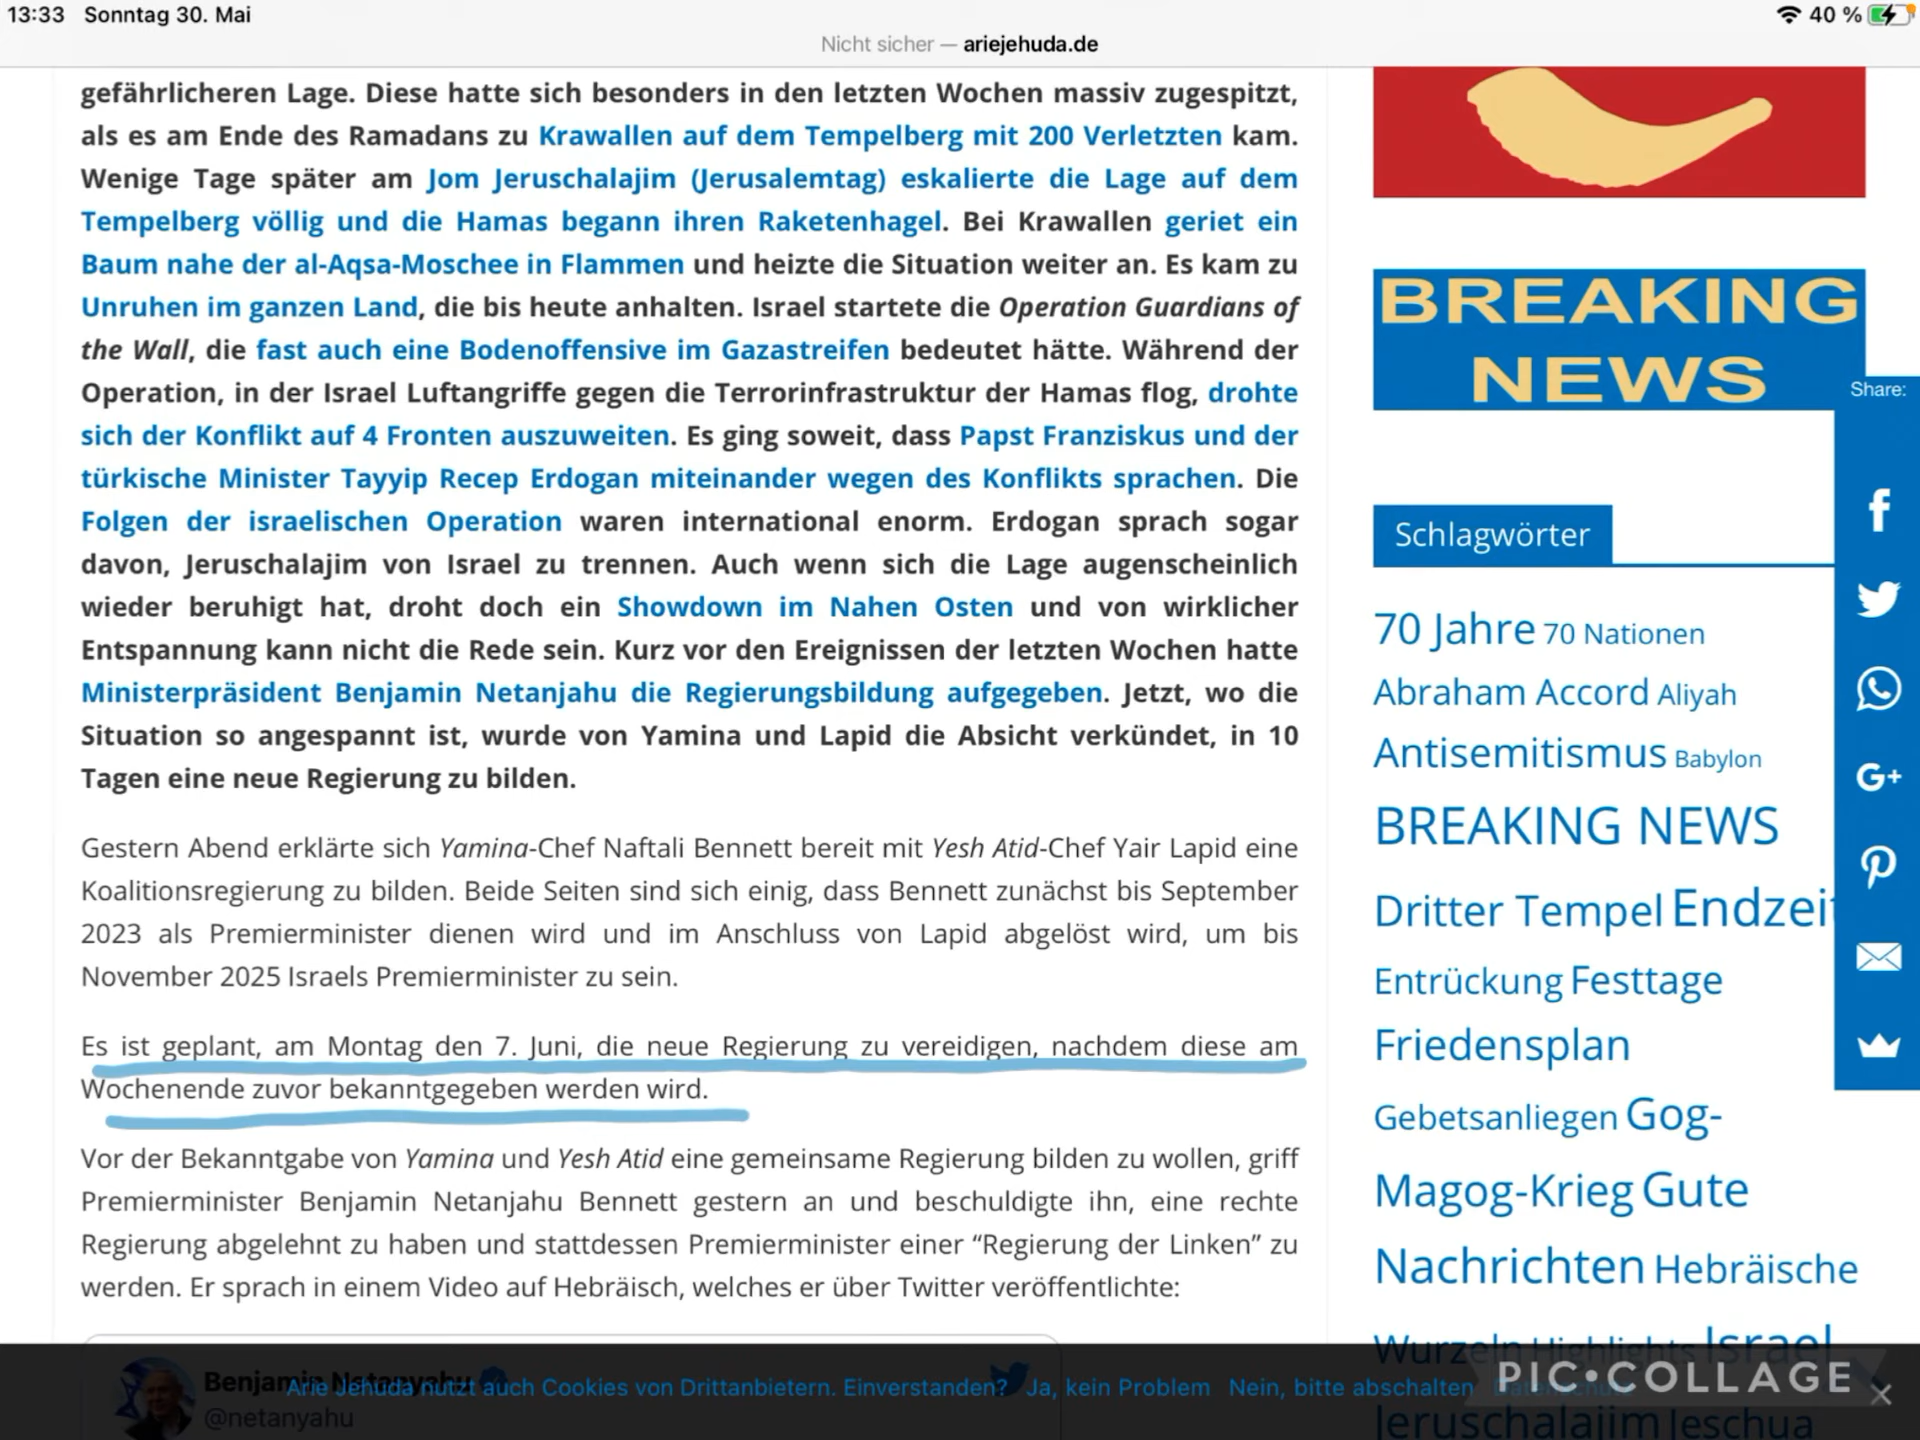 13:33 Sonntag 30. Mai
40 %
Nicht sicher — ariejehuda.de
gefährlicheren Lage. Diese hatte sich besonders in den letzten Wochen massiv zugespitzt,
als es am Ende des Ramadans zu Krawallen auf dem Tempelberg mit 200 Verletzten kam.
Wenige Tage später am Jom Jeruschalajim (Jerusalemtag) eskalierte die Lage auf dem
Tempelberg völlig und die Hamas begann ihren Raketenhagel. Bei Krawallen geriet ein
Baum nahe der al-Aqsa-Moschee in Flammen und heizte die Situation weiter an. Es kam zu
Unruhen im ganzen Land, die bis heute anhalten. Israel startete die Operation Guardians of
the Wall, die fast auch eine Bodenoffensive im Gazastreifen bedeutet hätte. Während der
Operation, in der Israel Luftangriffe gegen die Terrorinfrastruktur der Hamas flog, drohte
sich der Konflikt auf 4 Fronten auszuweiten. Es ging soweit, dass Papst Franziskus und der
türkische Minister Tayyip Recep Erdogan miteinander wegen des Konflikts sprachen. Die
Folgen der israelischen Operation waren international enorm. Erdogan sprach sogar
davon, Jeruschalajim von Israel zu trennen. Auch wenn sich die Lage augenscheinlich
wieder beruhigt hat, droht doch ein Showdown im Nahen Osten und von wirklicher
Entspannung kann nicht die Rede sein. Kurz vor den Ereignissen der letzten Wochen hatte
Ministerpräsident Benjamin Netanjahu die Regierungsbildung aufgegeben. Jetzt, wo die
Situation so angespannt ist, wurde von Yamina und Lapid die Absicht verkündet, in 10
Tagen eine neue Regierung zu bilden.
Gestern Abend erklärte sich Yamina-Chef Naftali Bennett bereit mit Yesh Atid-Chef Yair Lapid eine
Koalitionsregierung zu bilden. Beide Seiten sind sich einig, dass Bennett zunächst bis September
2023 als Premierminister dienen wird und im Anschluss von Lapid abgelöst wird, um bis
November 2025 Israels Premierminister zu sein.
Es ist geplant, am Montag den 7. Juni, die neue Regierung zu vereidigen, nachdem diese am
Wochenende zuvor bekanntgegeben werden wird.
Vor der Bekanntgabe von Yamina und Yesh Atid eine gemeinsame Regierung bilden zu wollen, griff
Premierminister Benjamin Netanjahu Bennett gestern an und beschuldigte ihn, eine rechte
Regierung abgelehnt zu haben und stattdessen Premierminister einer “Regierung der Linken” zu
werden. Er sprach in einem Video auf Hebräisch, welches er über Twitter veröffentlichte:
Benjamin Netanyahu
@netanyahu
Arie Jehuda nutzt auch Cookies von Drittanbietern. Einverstanden? Ja, kein Problem Nein, bitte abschalten
BREAKING
NEWS
Share:
G+
Schlagwörter
70 Jahre 70 Nationen
Abraham Accord Aliyah
Antisemitismus Babylon
BREAKING NEWS
Dritter Tempel Endzeit
Entrückung Festtage
Friedensplan
Gebetsanliegen Gog-
Magog-Krieg Gute
Nachrichten Hebräische
Wurzeln Highlights Israel
Jeruschalajim Jeschua
PIC•COLLAGE